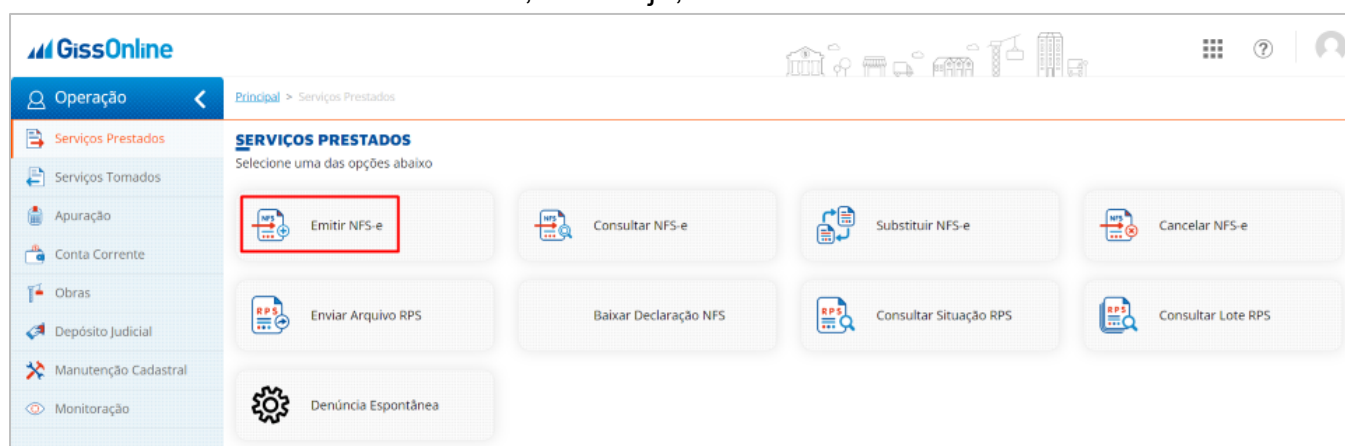 GissOnline
Operação
Principal > Serviços Prestados
Serviços Prestados
Serviços Tomados
Apuração
Conta Corrente
Obras
Depósito Judicial
Manutenção Cadastral
Monitoração
SERVIÇOS PRESTADOS
Selecione uma das opções abaixo
Emitir NFS-e
Consultar NFS-e
Substituir NFS-e
Cancelar NFS-e
Enviar Arquivo RPS
Baixar Declaração NFS
Consultar Situação RPS
Consultar Lote RPS
Denúncia Espontânea